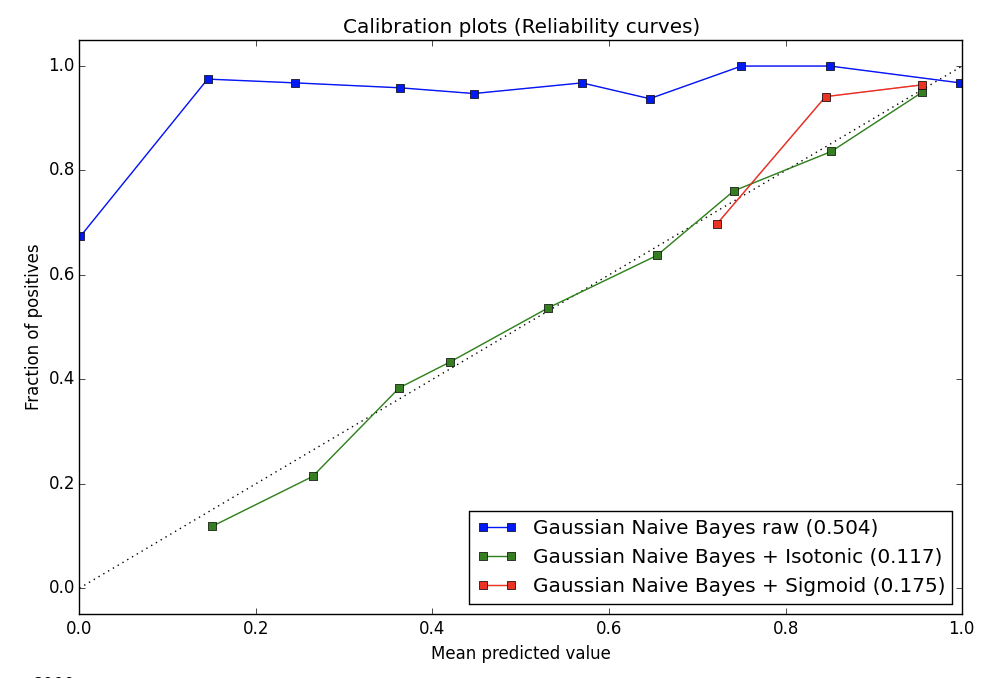 Calibration plots (Reliability curves)
1.0
0.8
0.6
0.4
0.2
0.0
Fraction of positives
Gaussian Naive Bayes raw (0.504)
Gaussian Naive Bayes + Isotonic (0.117)
Gaussian Naive Bayes + Sigmoid (0.175)
0.0 0.2 0.4 0.6 0.8 1.0
Mean predicted value